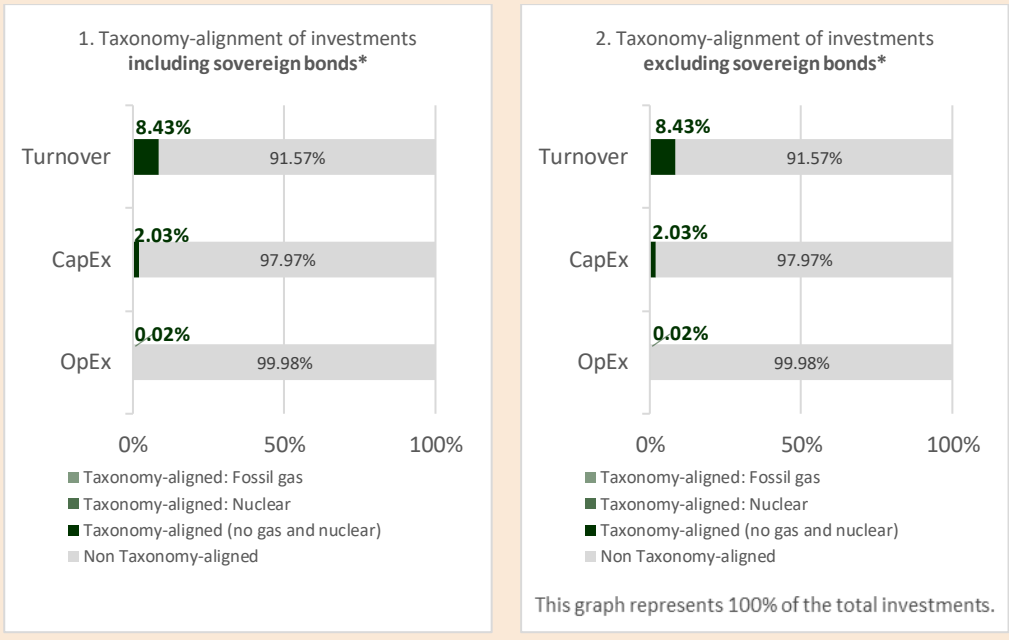 1. Taxonomy-alignment of investments
including sovereign bonds*
8.43%
Turnover
91.57%
2.03%
CapEx
97.97%
0.02%
OpEx
99.98%
0%
50%
100%
Taxonomy-aligned: Fossil gas
Taxonomy-aligned: Nuclear
Taxonomy-aligned (no gas and nuclear)
Non Taxonomy-aligned
2. Taxonomy-alignment of investments
excluding sovereign bonds*
8.43%
Turnover
91.57%
2.03%
CapEx
97.97%
0.02%
OpEx
99.98%
0%
50%
100%
Taxonomy-aligned: Fossil gas
Taxonomy-aligned: Nuclear
Taxonomy-aligned (no gas and nuclear)
Non Taxonomy-aligned
This graph represents 100% of the total investments.